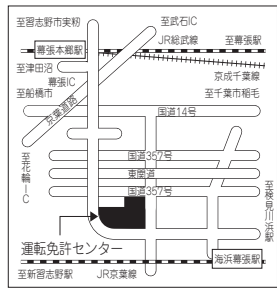 至習志野市実籾
至武石IC
幕張本郷駅
JR総武線
至幕張駅
至津田沼
京成千葉線
幕張IC
至船橋市
至千葉市稲毛
京葉道路
国道14号
至花輪IC
国道357号
東関道
国道357号
至検見川浜駅
運転免許センター
海浜幕張駅
至新習志野駅
JR京葉線